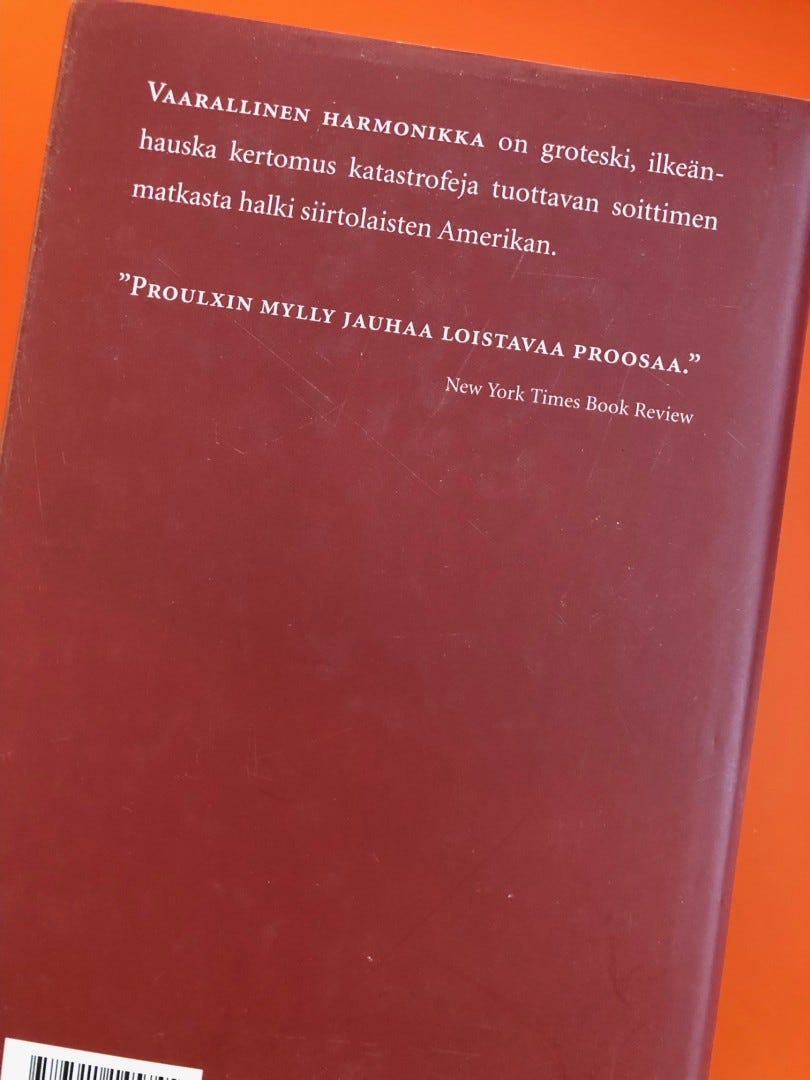 VAARALLINEN HARMONIKKA on groteski, ilkeän-
hauska kertomus katastrofeja tuottavan soittimen
matkasta halki siirtolaisten Amerikan.
”PROULXIN MYLLY JAUHAA LOISTAVAA PROOSAA.”
New York Times Book Review